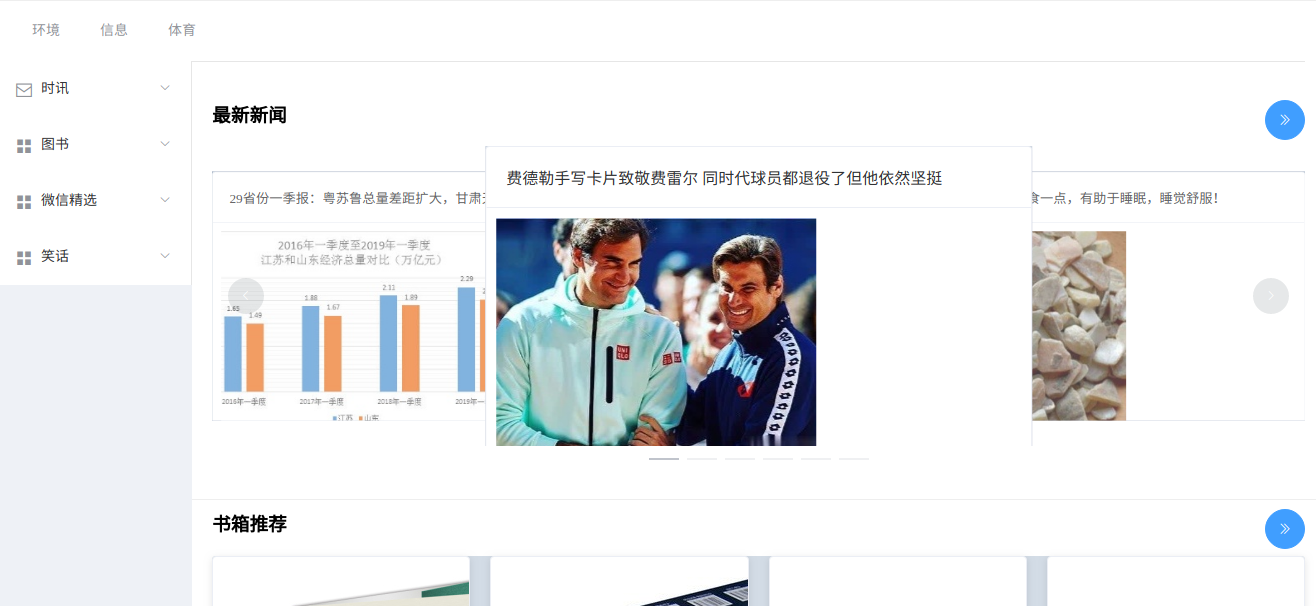 环境 信息 体育
时讯
图书
微信精选
笑话
最新新闻
29省份一季报：粤苏鲁总量差距扩大，甘肃
费德勒手写卡片致敬费雷尔 同时代球员都退役了但他依然坚挺
食一点，有助于睡眠，睡觉舒服！
2016年一季度至2019年一季度
江苏和山东经济总量对比（万亿元）
1.65 1.49 1.88 1.67 2.11 1.89 2.20
2016年一季度 2017年一季度 2018年一季度 2019年一
江苏 山东
UNI
QLO
书箱推荐